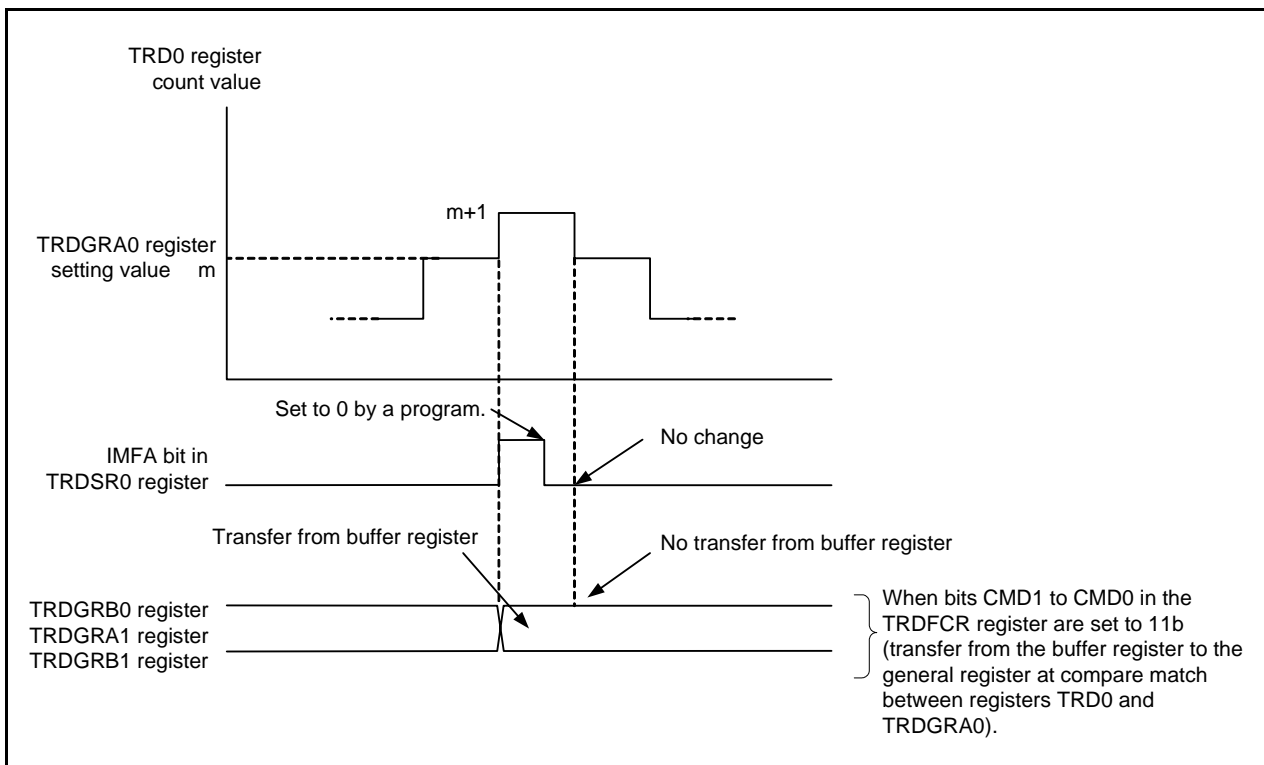 TRD0 register
count value
m+1
TRDGRA0 register
setting value m
Set to 0 by a program.
No change
IMFA bit in
TRDSR0 register
Transfer from buffer register
No transfer from buffer register
TRDGRB0 register
TRDGRA1 register
TRDGRB1 register
When bits CMD1 to CMD0 in the
TRDFCR register are set to 11b
(transfer from the buffer register to the
general register at compare match
between registers TRD0 and
TRDGRA0).